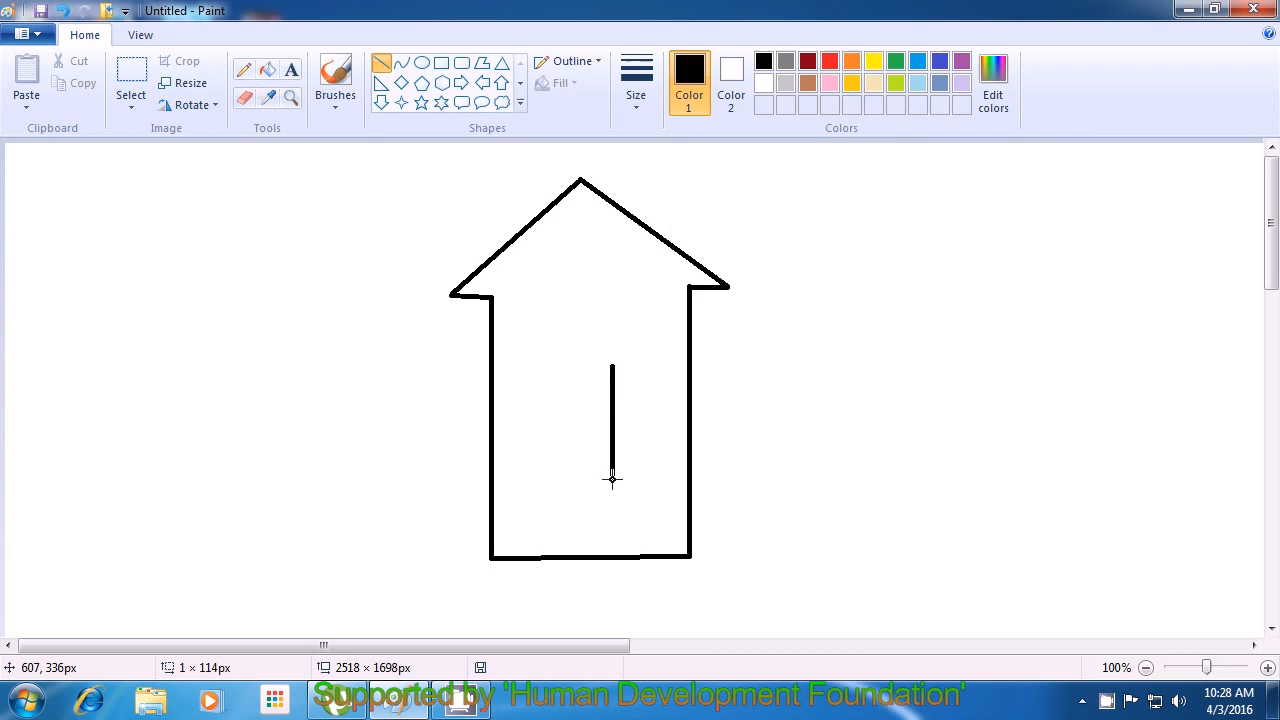 Untitled - Paint
Home
View
Paste
Cut
Copy
Clipboard
Select
Crop
Resize
Rotate
Image
Tools
Brushes
Shapes
Outline
Fill
Size
Color 1
Color 2
Edit colors
Colors
607, 336px
1 × 114px
2518 × 1698px
100%
Supported by 'Human Development Foundation'
10:28 AM
4/3/2016